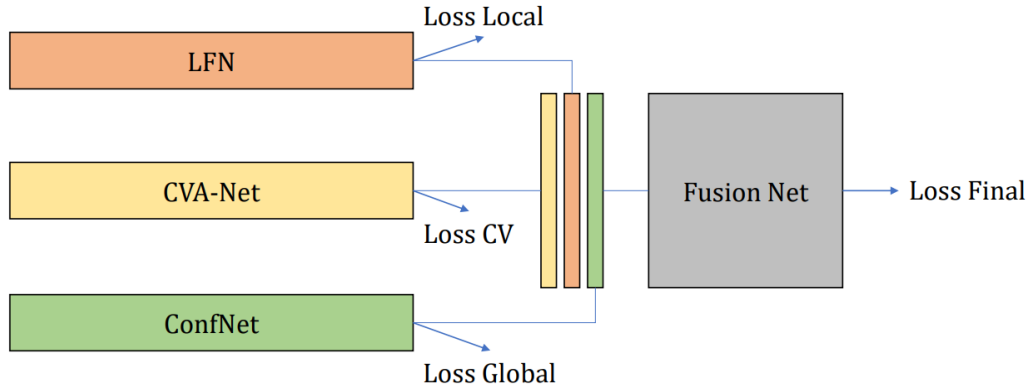 Loss Local
LFN
CVA-Net
Loss CV
Fusion Net
Loss Final
ConfNet
Loss Global